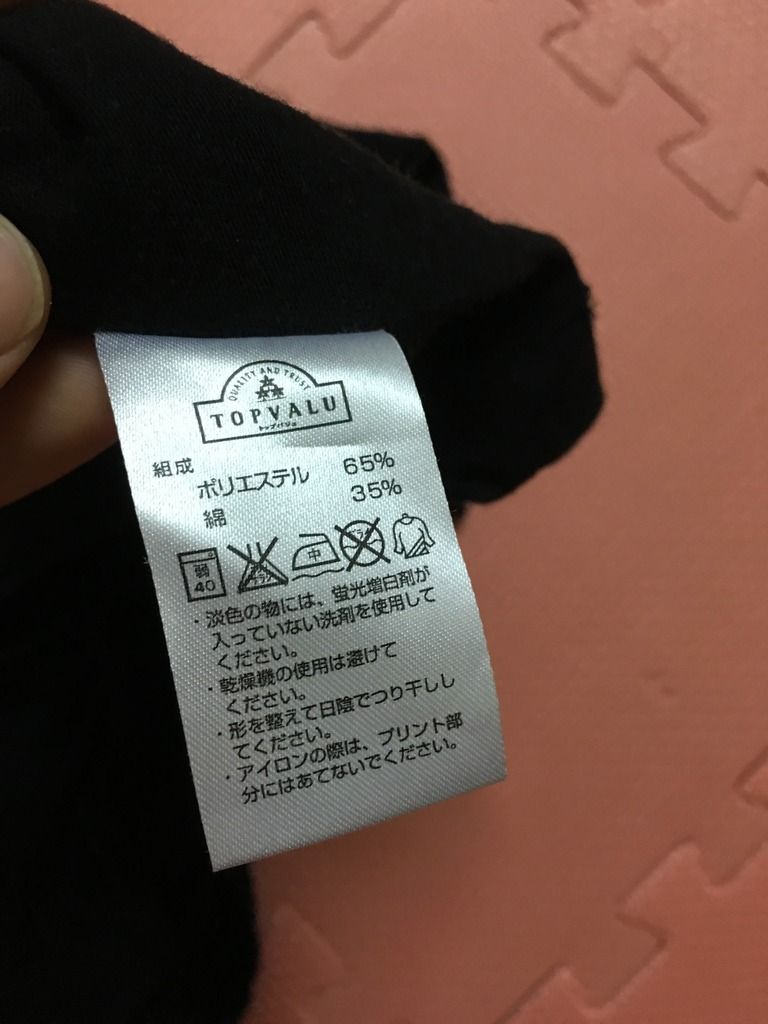 QUALITY AND TRUST
TOPVALU
トップバリュ
組成
ポリエステル 65%
綿 35%
弱 40 中
・淡色の物には、蛍光増白剤が
入っていない洗剤を使用して
ください。
・乾燥機の使用は避けて
ください。
・形を整えて日陰でつり干しし
てください。
・アイロンの際は、プリント部
分にはあてないでください。